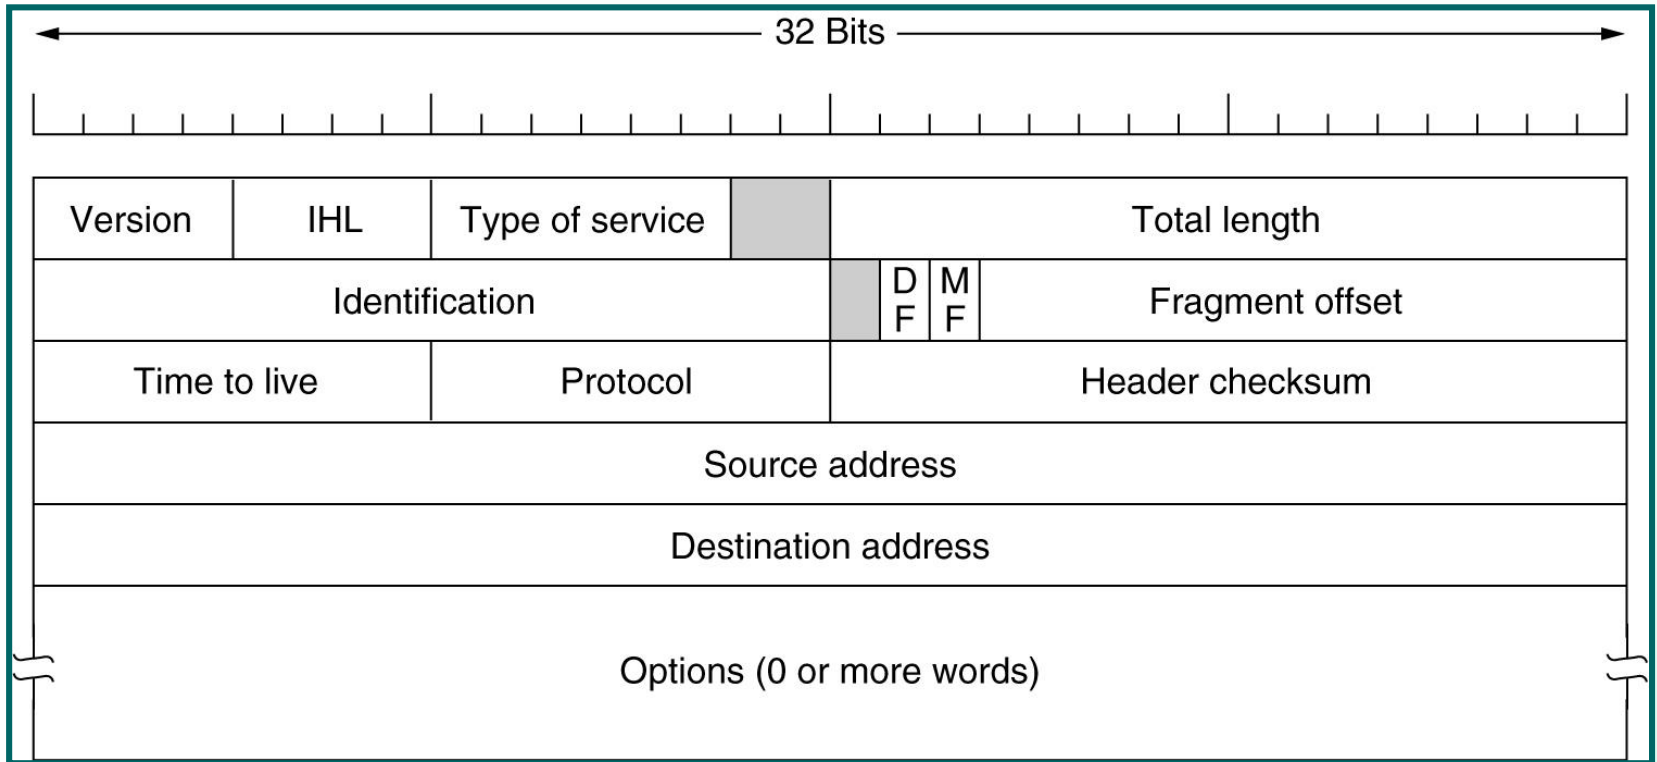 32 Bits
Version IHL Type of service Total length
Identification D F M F Fragment offset
Time to live Protocol Header checksum
Source address
Destination address
Options (0 or more words)